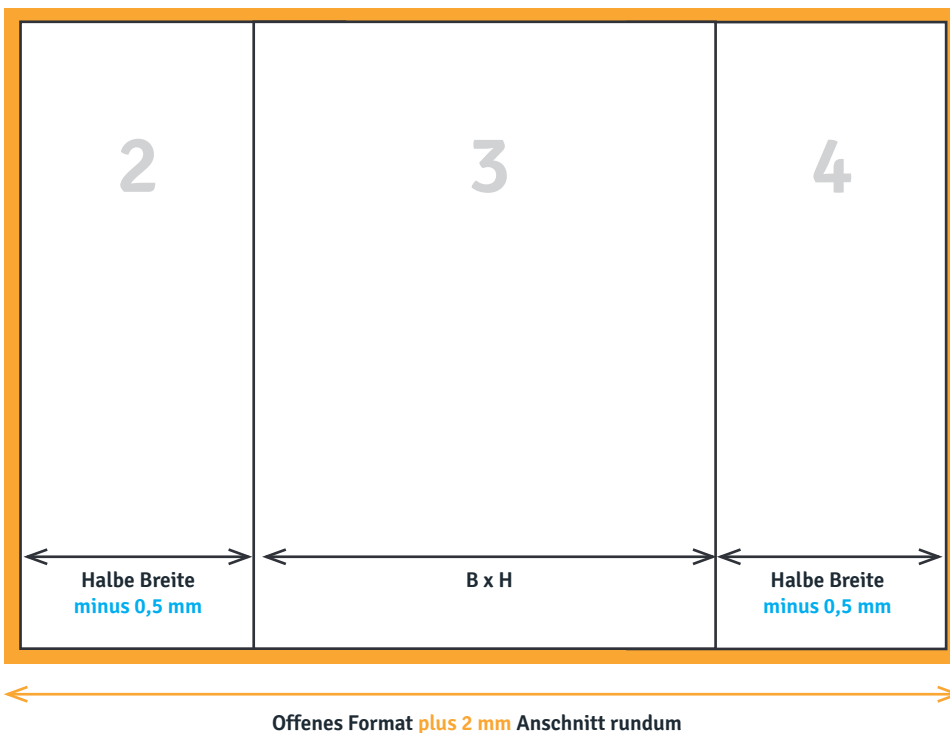 2
3
4
Halbe Breite
minus 0,5 mm
B x H
Halbe Breite
minus 0,5 mm
Offenes Format plus 2 mm Anschnitt rundum